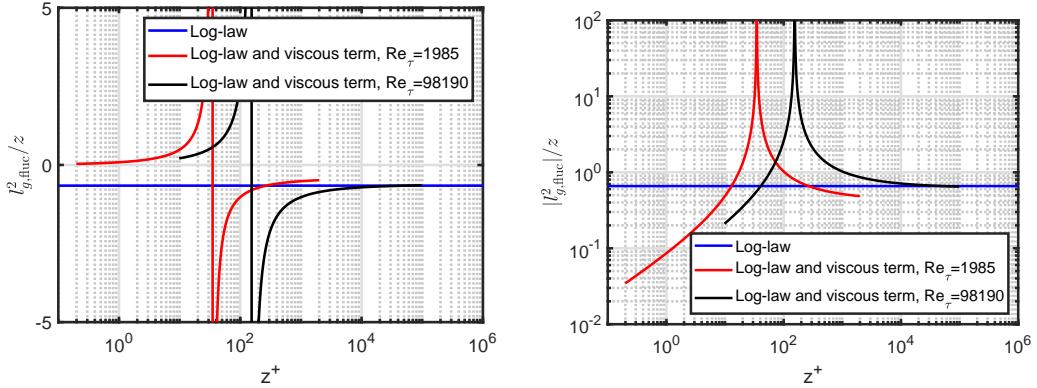 5
0
-5
10^0
10^2
10^4
10^6
z^+
l^2_{g,fluc}/z
Log-law
Log-law and viscous term, Re_τ=1985
Log-law and viscous term, Re_τ=98190
10^2
10^1
10^0
10^{-1}
10^{-2}
10^0
10^2
10^4
10^6
z^+
|l^2_{g,fluc}|/z
Log-law
Log-law and viscous term, Re_τ=1985
Log-law and viscous term, Re_τ=98190